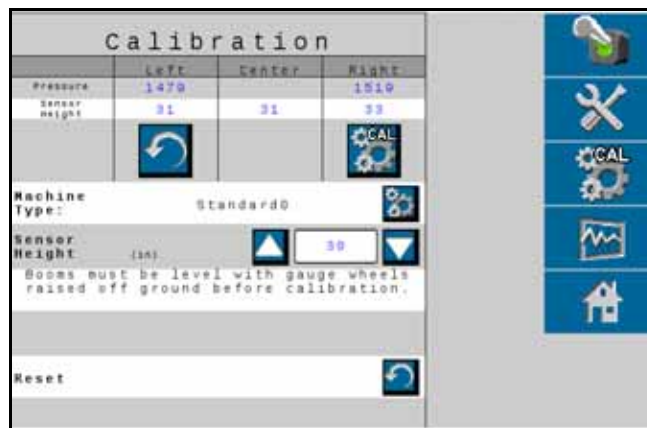 Calibration
Left Center Right
Pressure 1479 1519
Sensor Height 31 31 33
CAL
CAL
Machine Type: Standard0
Sensor Height (in) 30
Booms must be level with gauge wheels
raised off ground before calibration.
Reset